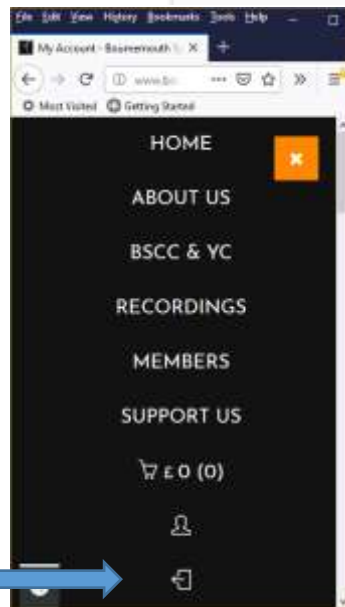 File Edit View History Bookmarks Tools Help
My Account - Bournemouth
www.b
Most Visited Getting Started
HOME
ABOUT US
BSCC & YC
RECORDINGS
MEMBERS
SUPPORT US
£ 0 (0)